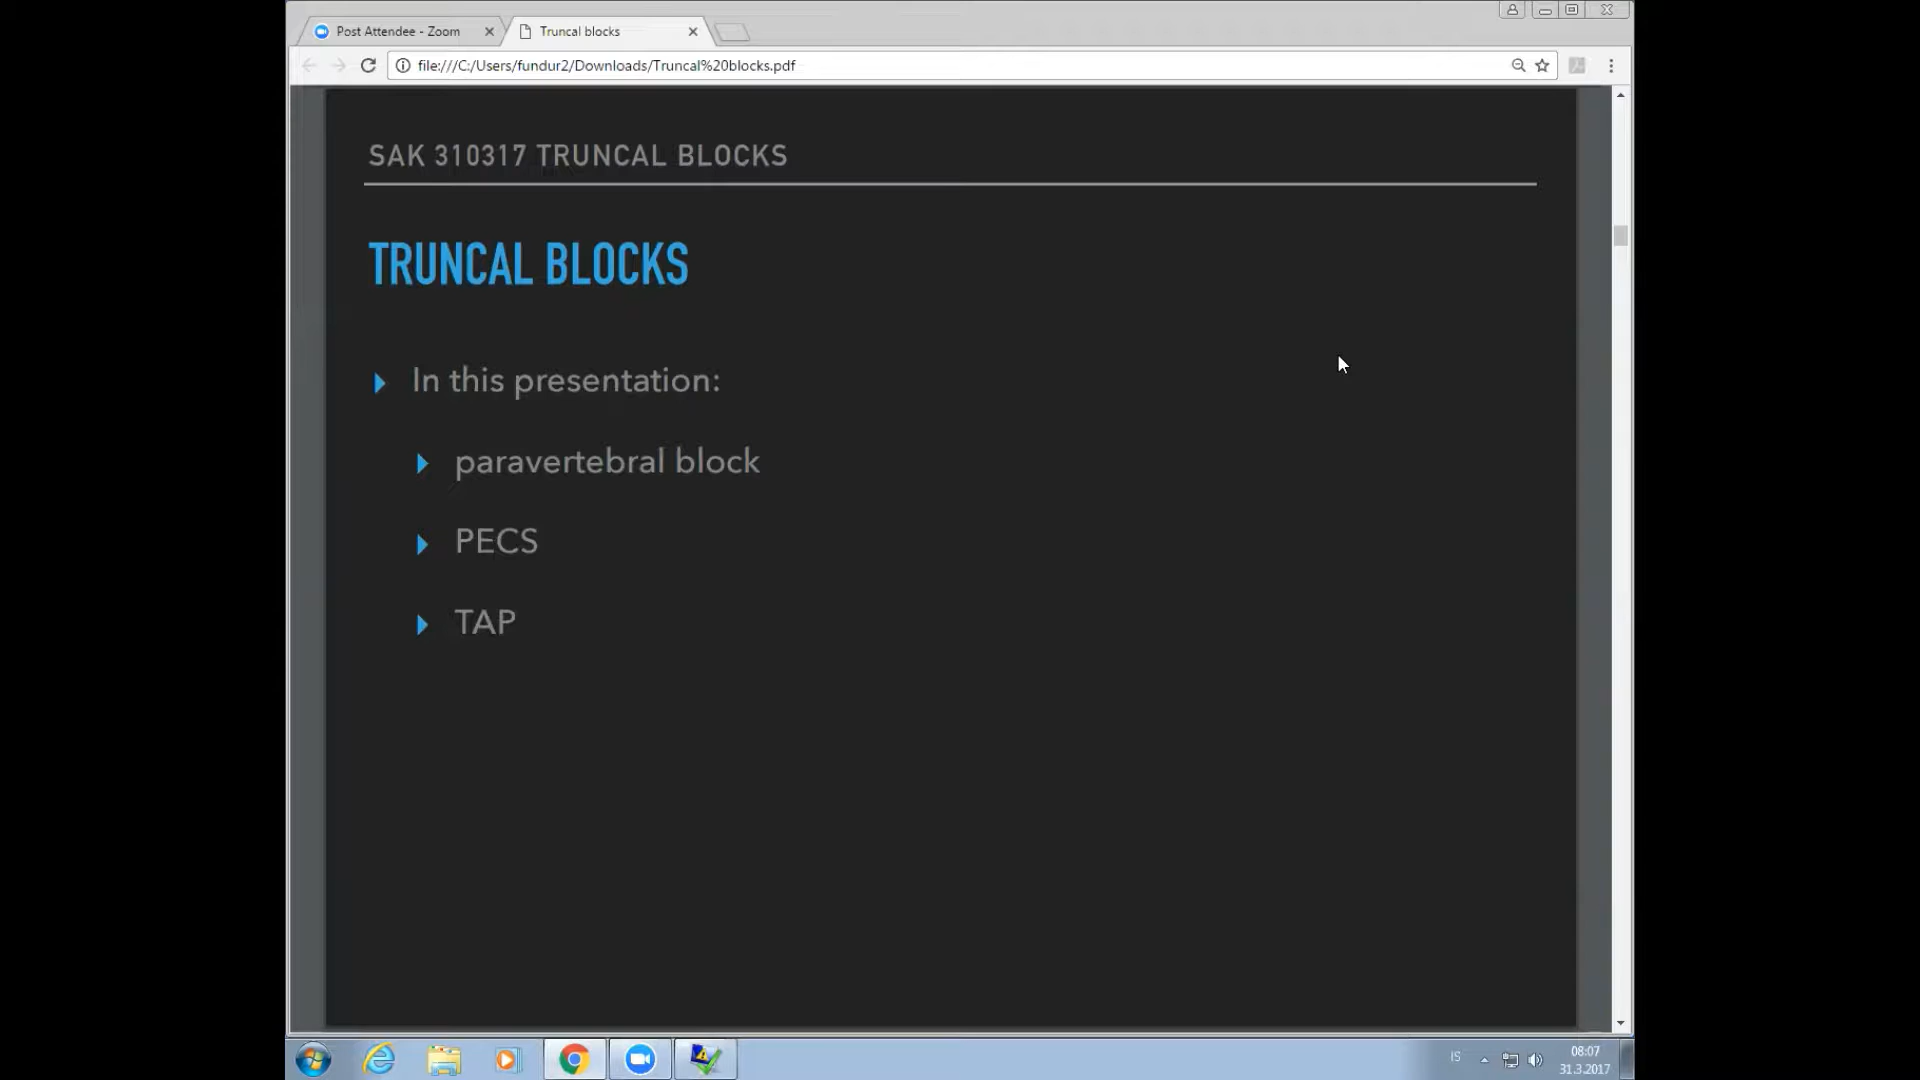 Post Attendee - Zoom
Truncal blocks
file:///C:/Users/fundur2/Downloads/Truncal%20blocks.pdf
SAK 310317 TRUNCAL BLOCKS
TRUNCAL BLOCKS
In this presentation:
paravertebral block
PECS
TAP
IS
08:07
31.3.2017